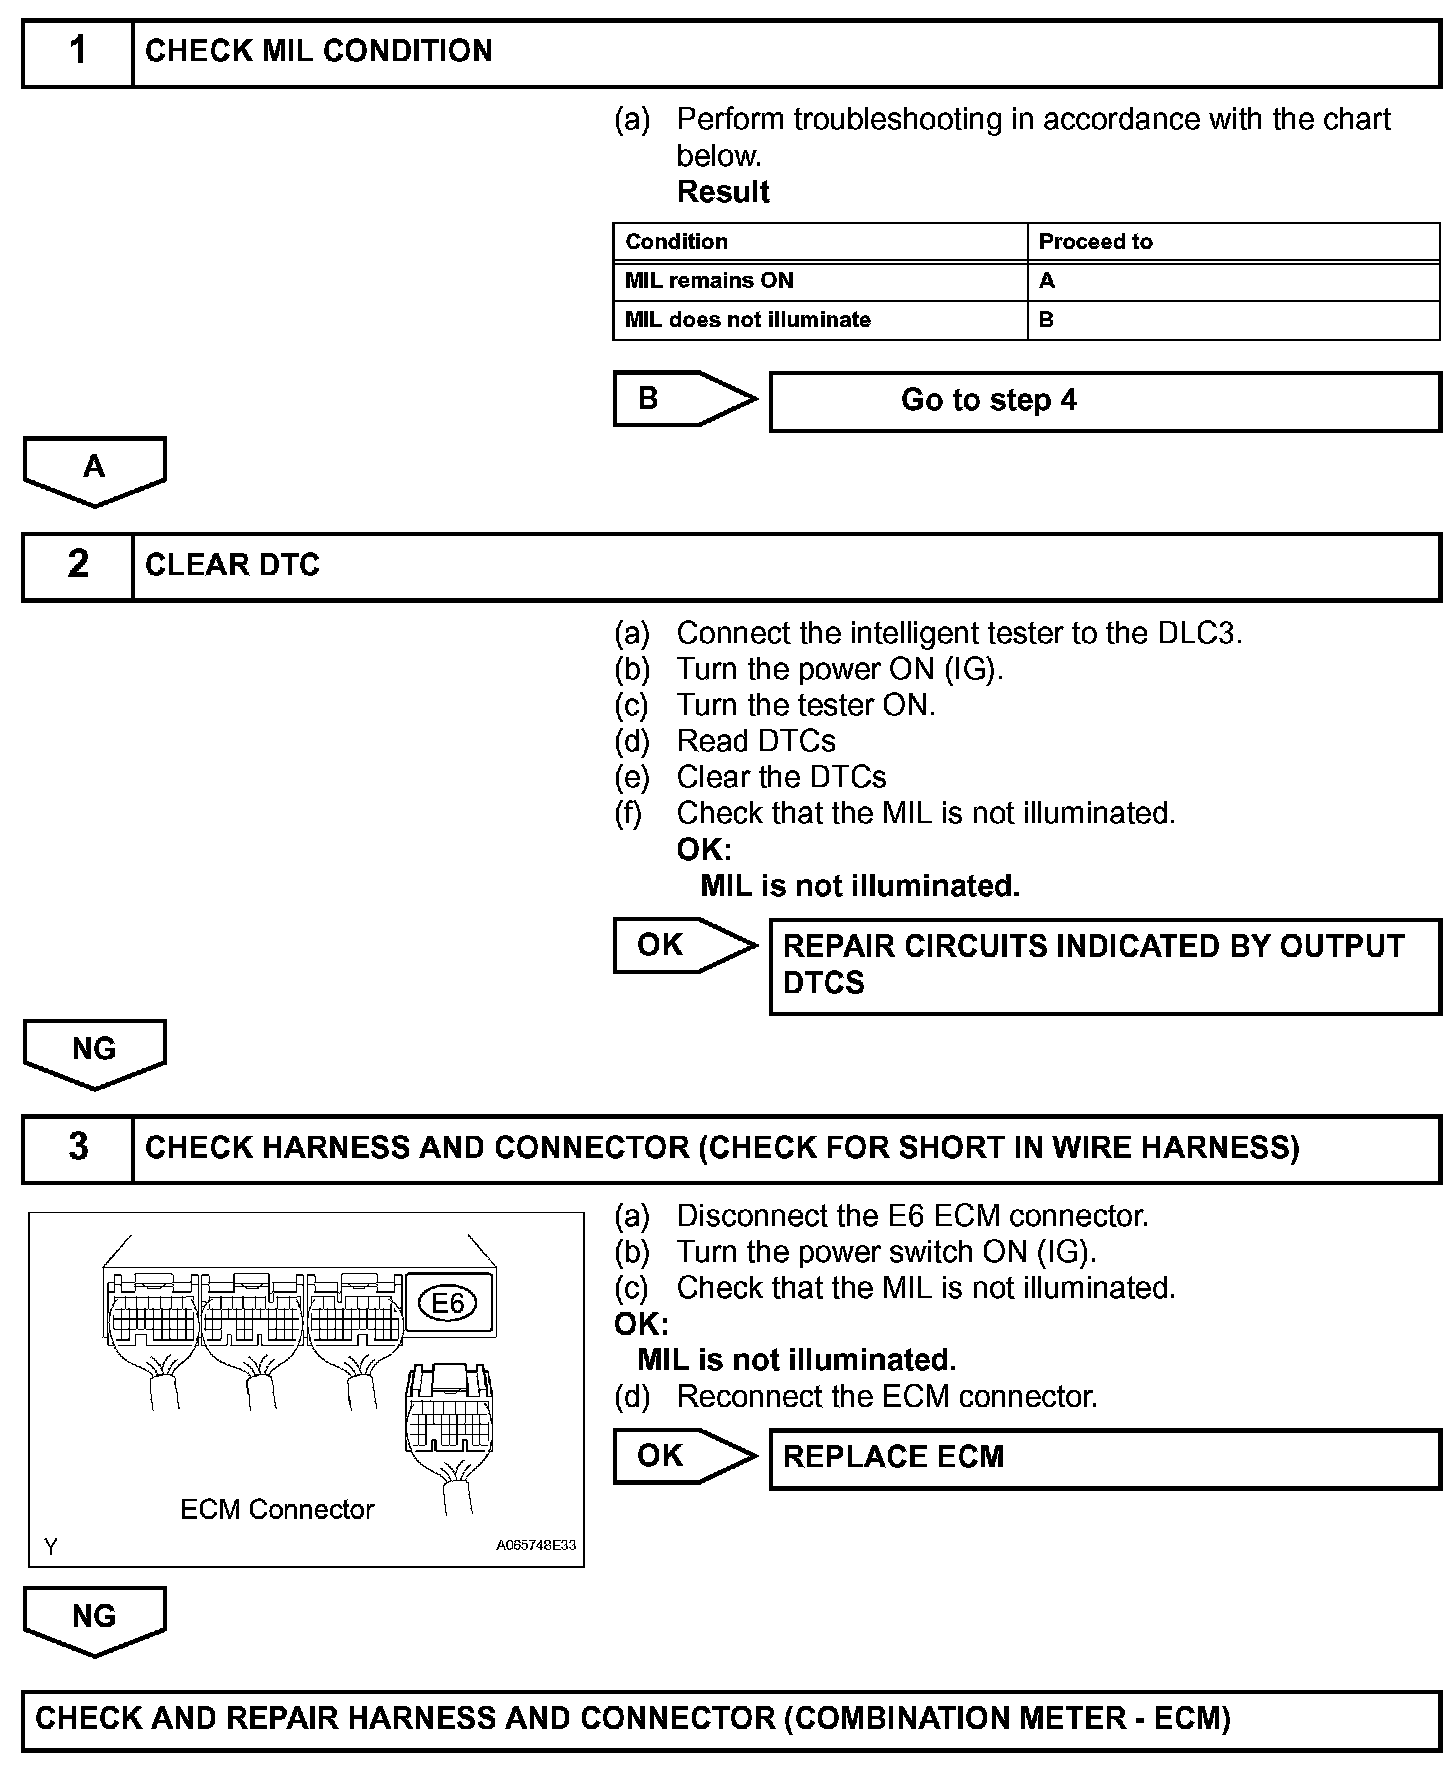 1 CHECK MIL CONDITION
(a) Perform troubleshooting in accordance with the chart
below.
Result
Condition Proceed to
MIL remains ON A
MIL does not illuminate B
B Go to step 4
A
2 CLEAR DTC
(a) Connect the intelligent tester to the DLC3.
(b) Turn the power ON (IG).
(c) Turn the tester ON.
(d) Read DTCs
(e) Clear the DTCs
(f) Check that the MIL is not illuminated.
OK:
MIL is not illuminated.
OK REPAIR CIRCUITS INDICATED BY OUTPUT
DTCS
NG
3 CHECK HARNESS AND CONNECTOR (CHECK FOR SHORT IN WIRE HARNESS)
E6
ECM Connector
Y A065748E33
(a) Disconnect the E6 ECM connector.
(b) Turn the power switch ON (IG).
(c) Check that the MIL is not illuminated.
OK:
MIL is not illuminated.
(d) Reconnect the ECM connector.
OK REPLACE ECM
NG
CHECK AND REPAIR HARNESS AND CONNECTOR (COMBINATION METER - ECM)